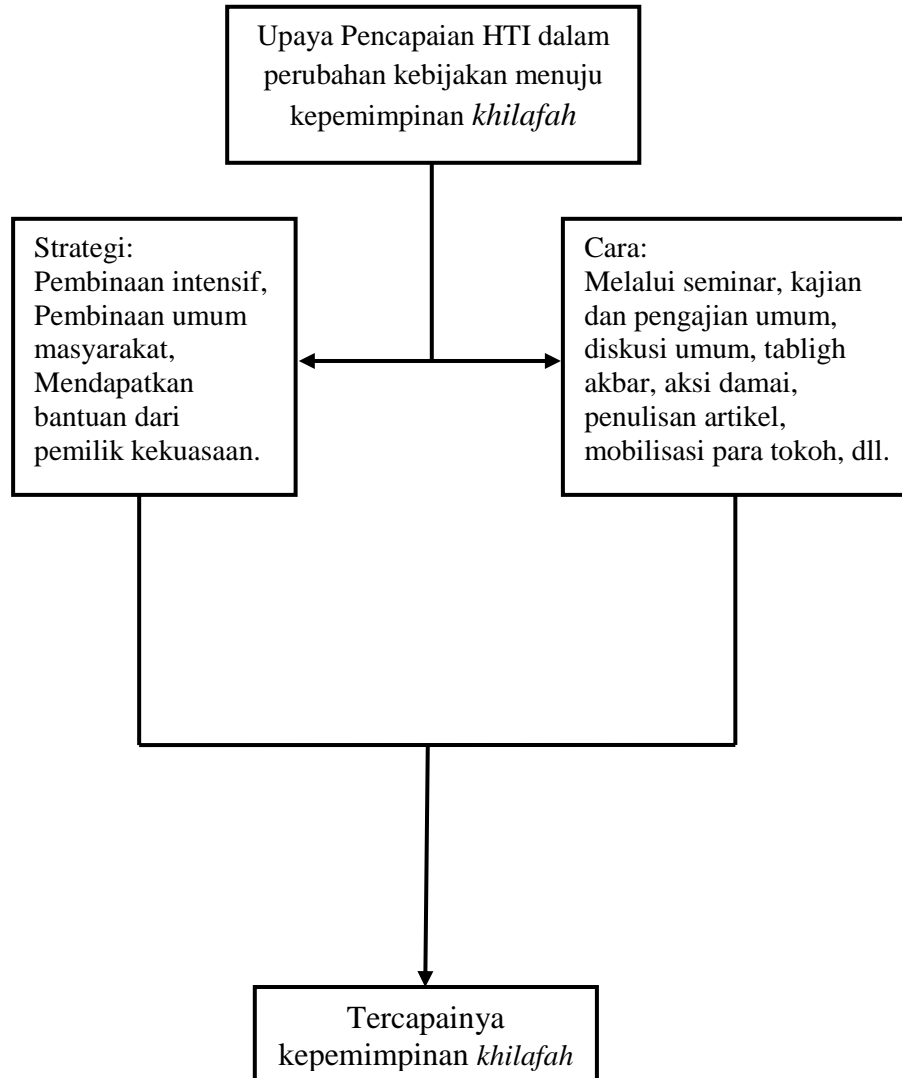 Upaya Pencapaian HTI dalam
perubahan kebijakan menuju
kepemimpinan khilafah
Strategi:
Pembinaan intensif,
Pembinaan umum
masyarakat,
Mendapatkan
bantuan dari
pemilik kekuasaan.
Cara:
Melalui seminar, kajian
dan pengajian umum,
diskusi umum, tabligh
akbar, aksi damai,
penulisan artikel,
mobilisasi para tokoh, dll.
Tercapainya
kepemimpinan khilafah